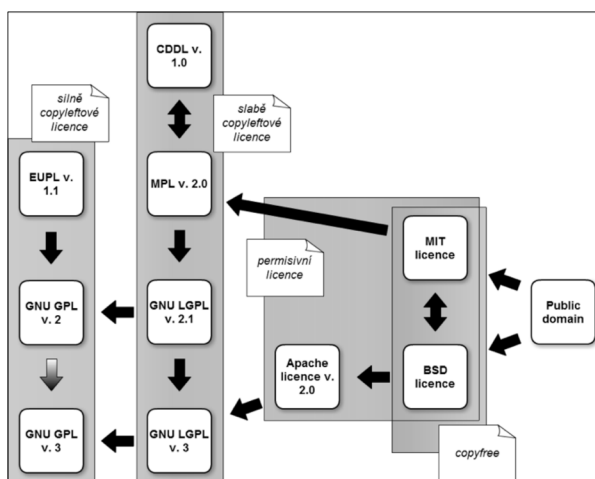 CDDL v.
1.0
silně
copyleftové
licence
slabě
copyleftové
licence
EUPL v.
1.1
MPL v. 2.0
MIT
licence
permisivní
licence
Public
domain
GNU GPL
v. 2
GNU LGPL
v. 2.1
Apache
licence v.
2.0
BSD
licence
GNU GPL
v. 3
GNU LGPL
v. 3
copyfree